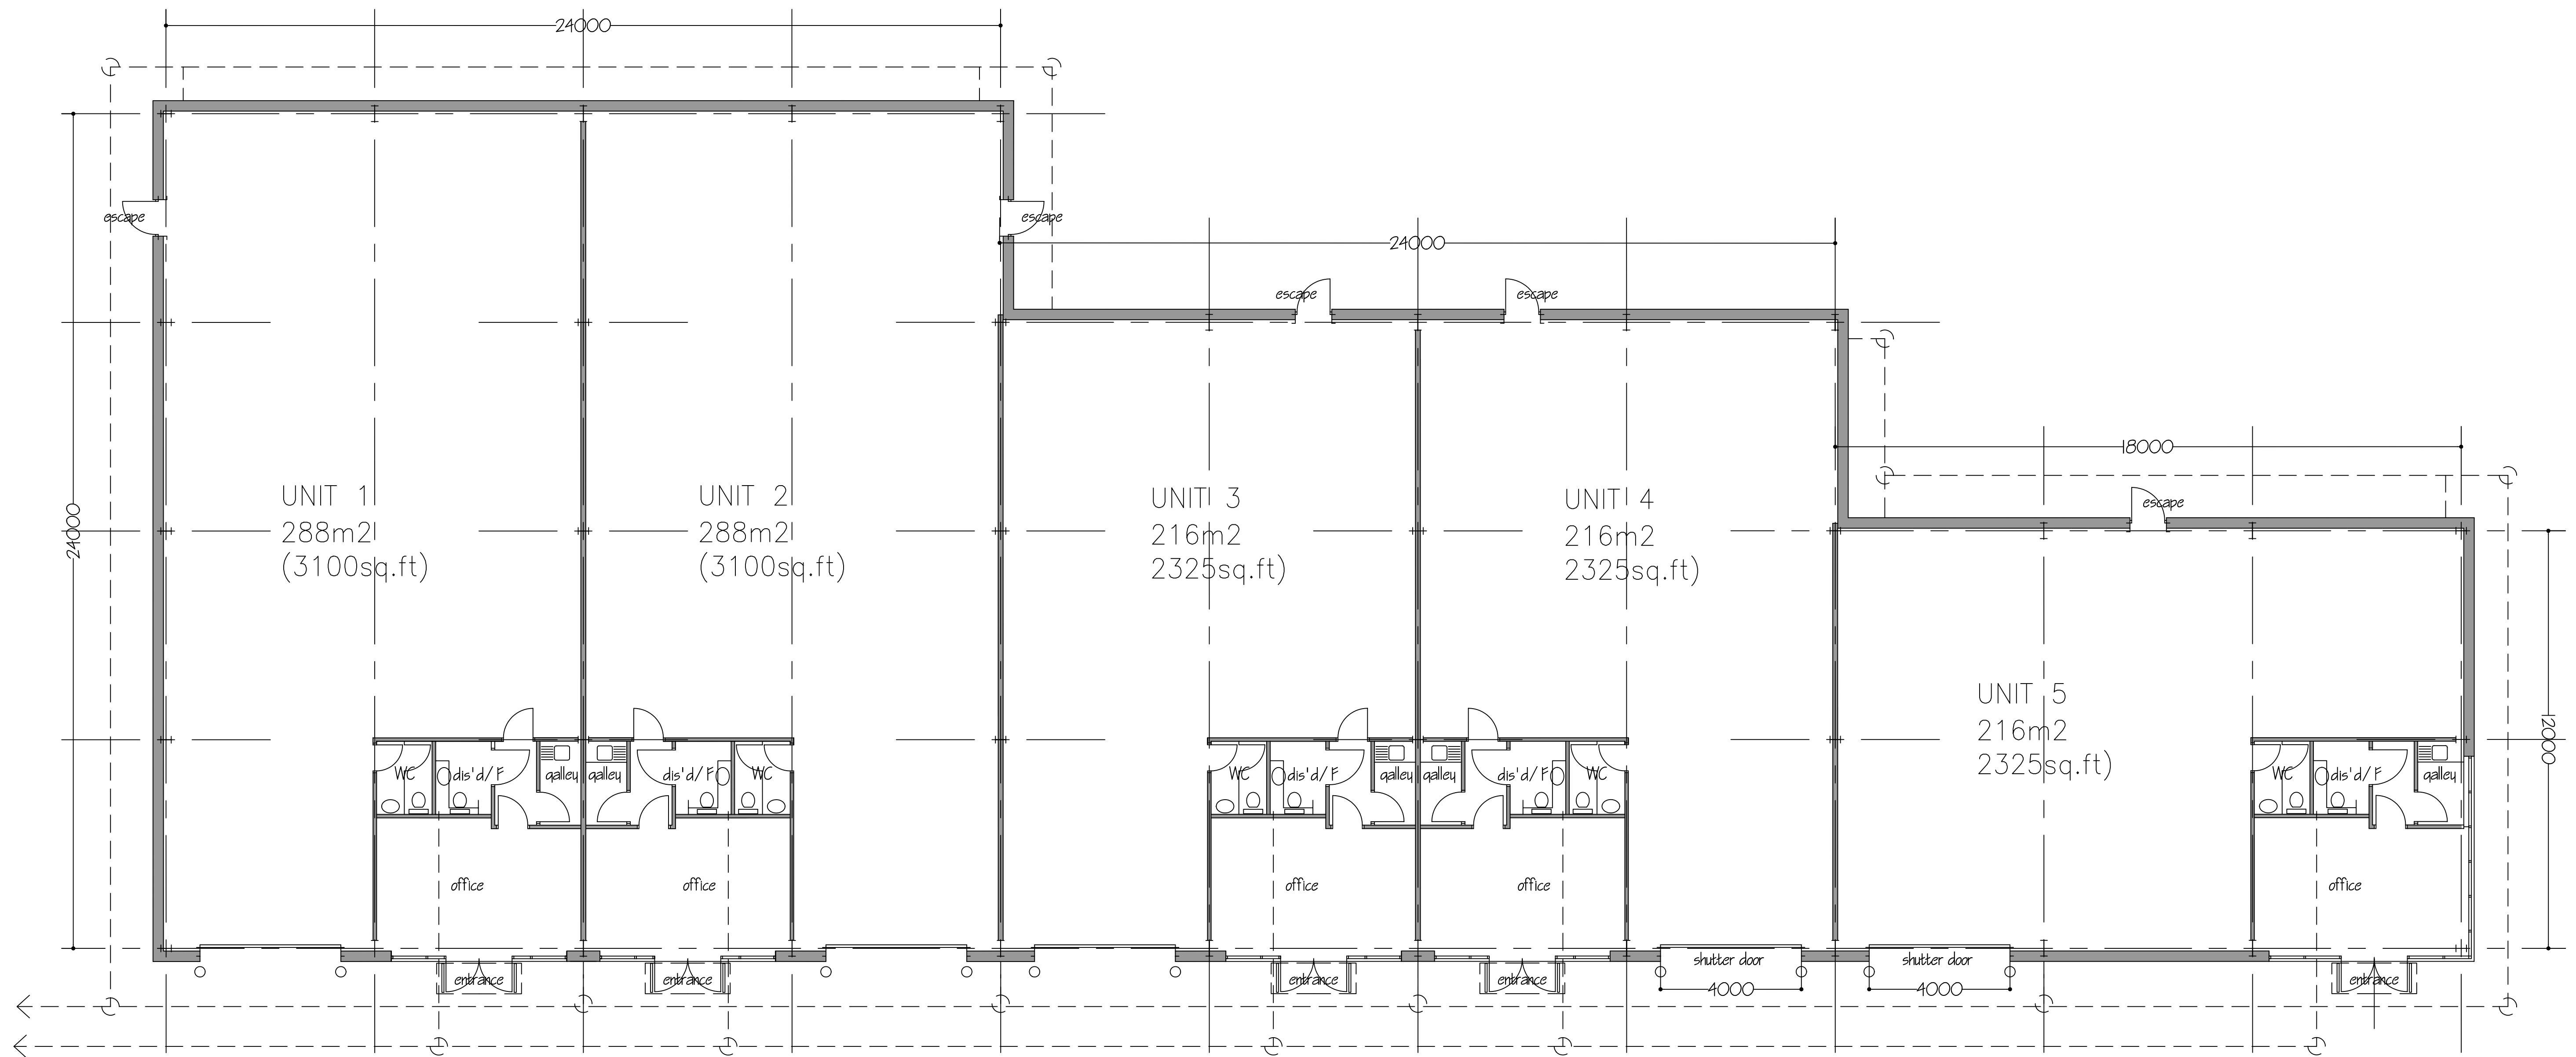 24000
escape
escape
24000
escape
escape
18000
escape
24000
12000
UNIT 1
288m2
(3100sq.ft)
UNIT 2
288m2
(3100sq.ft)
UNIT 3
216m2
2325sq.ft)
UNIT 4
216m2
2325sq.ft)
UNIT 5
216m2
2325sq.ft)
WC
dis'd/F
galley
galley
dis'd/F
WC
WC
dis'd/F
galley
galley
dis'd/F
WC
WC
dis'd/F
galley
office
office
office
office
office
entrance
entrance
entrance
entrance
shutter door
4000
shutter door
4000
entrance